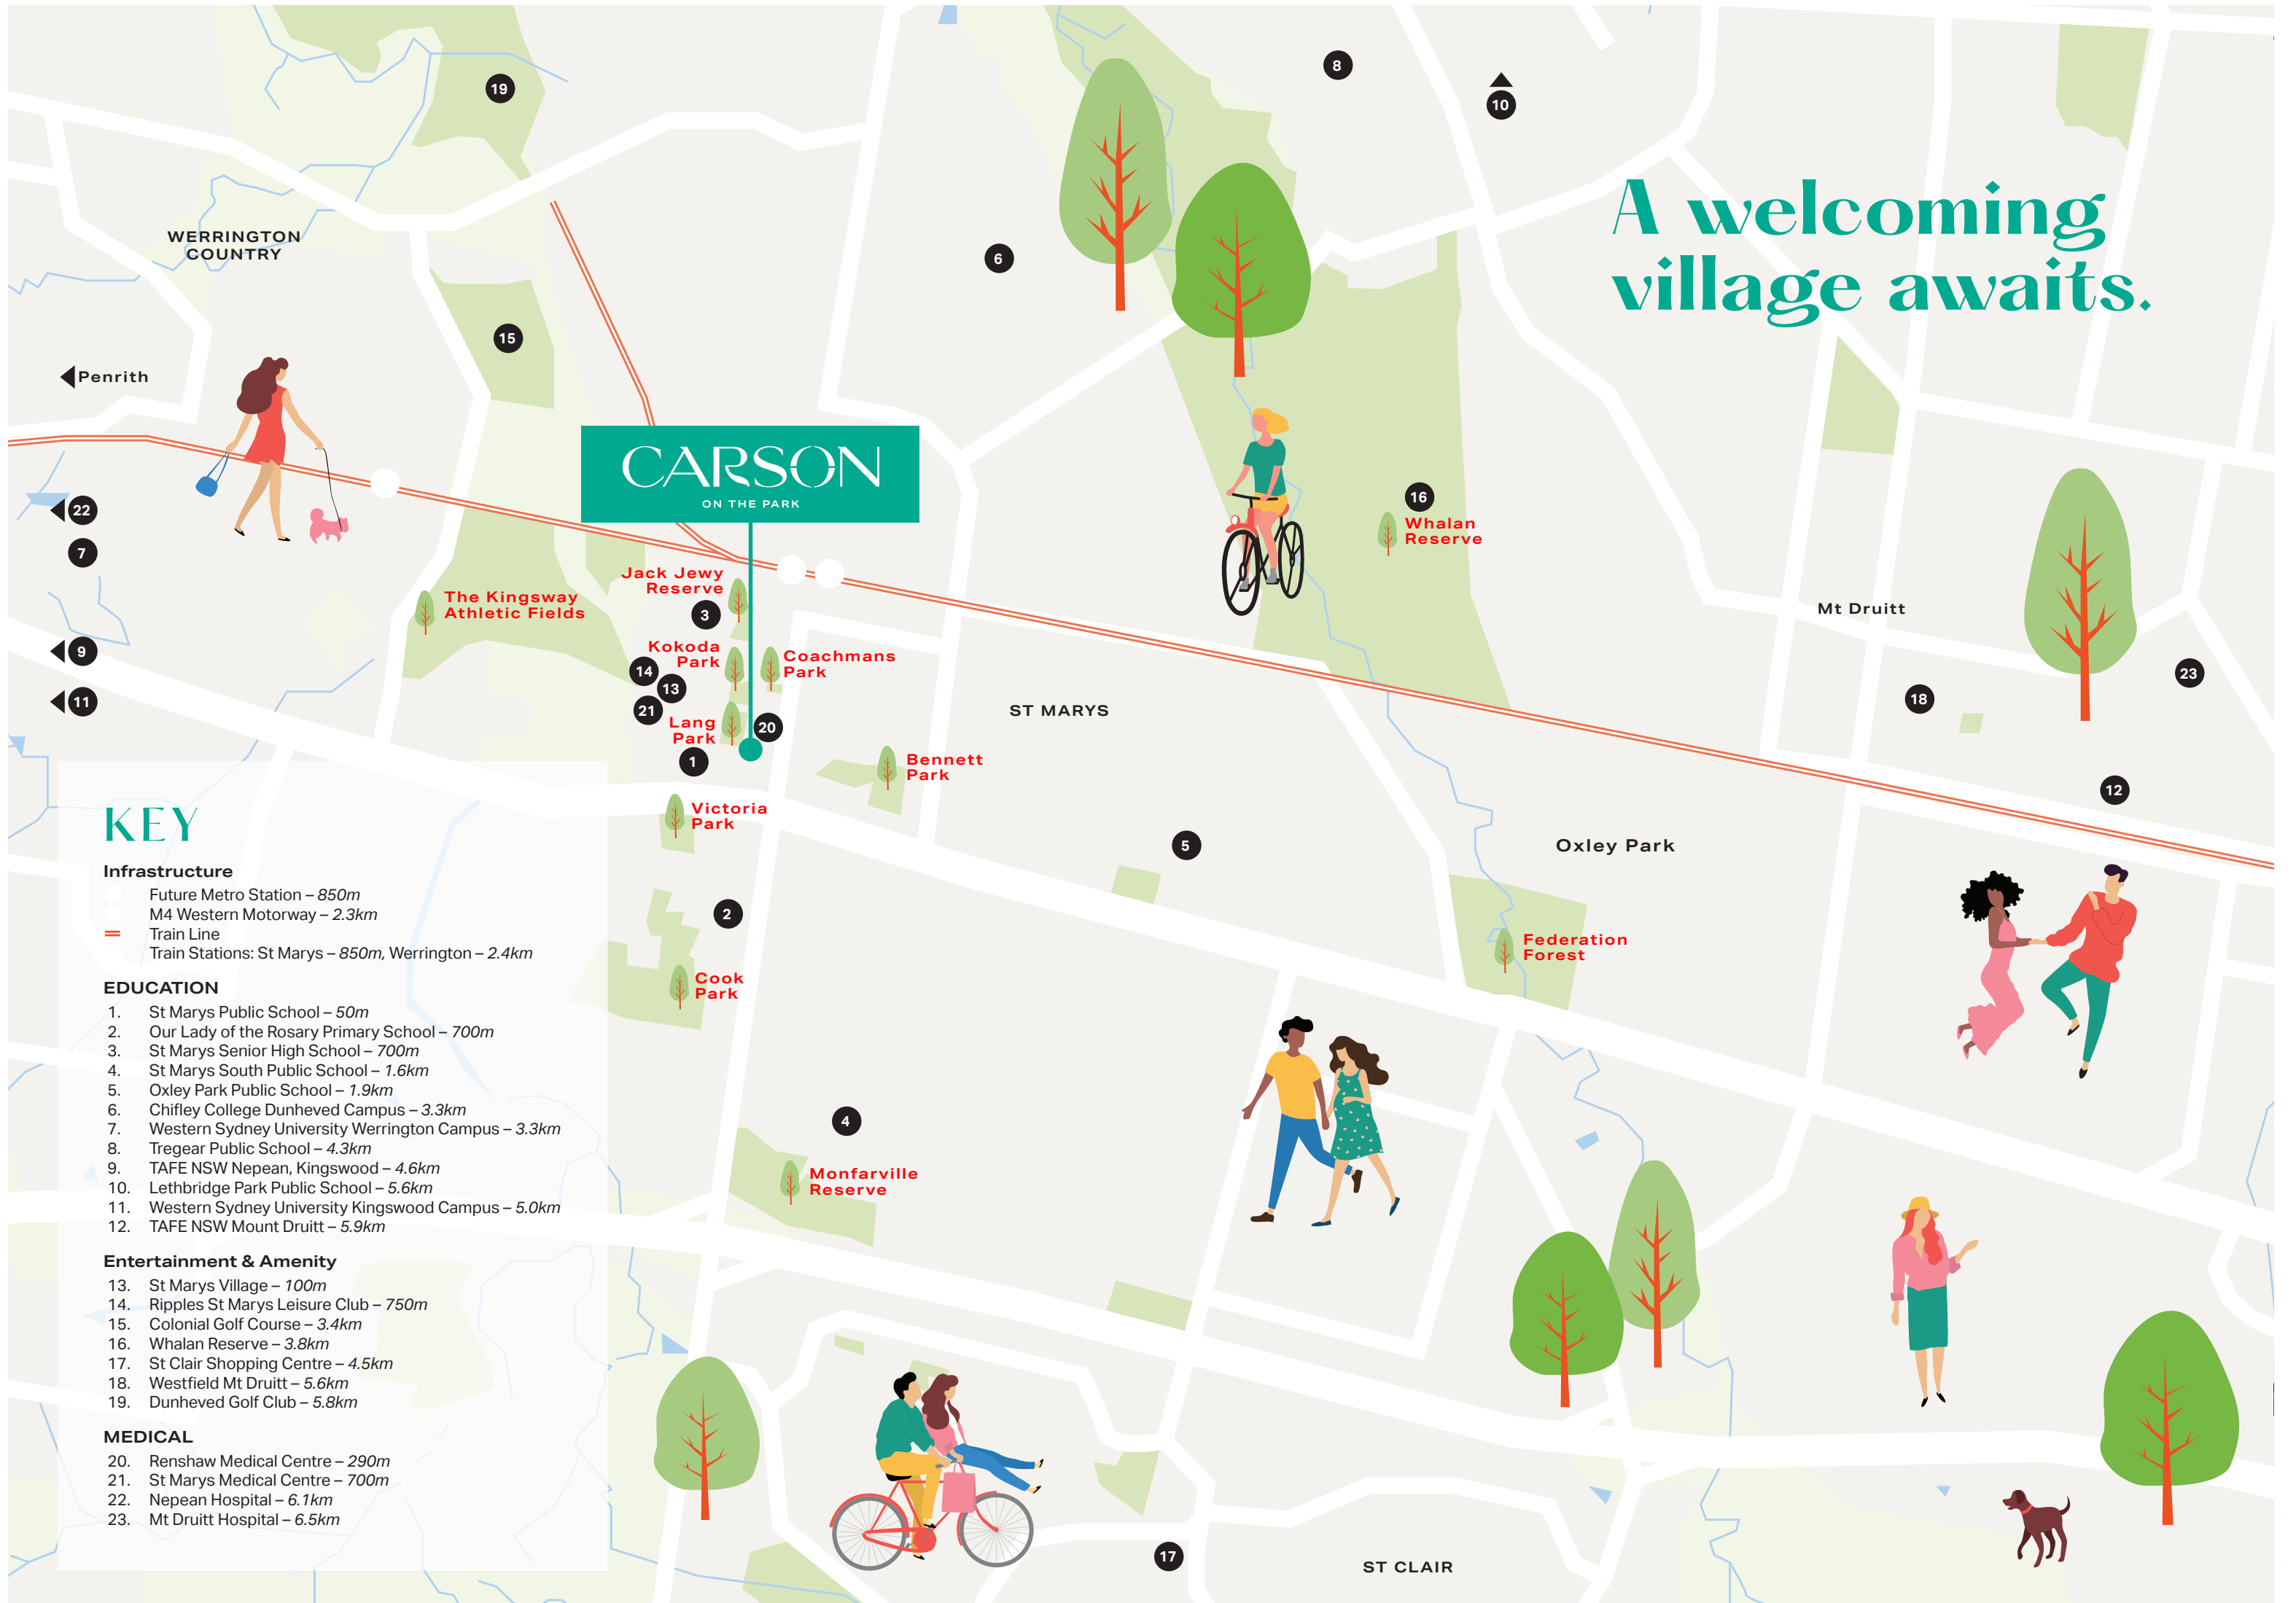 A welcoming
village awaits.
19
8
10
WERRINGTON
COUNTRY
6
15
Penrith
CARSON
ON THE PARK
22
7
16
Whalan
Reserve
Jack Jewy
Reserve
The Kingsway
Athletic Fields
3
Mt Druitt
9
Kokoda
Park
Coachmans
Park
14
13
11
21
23
18
ST MARYS
Lang
Park
20
1
Bennett
Park
12
Victoria
Park
5
Oxley Park
2
Federation
Forest
Cook
Park
4
Monfarville
Reserve
17
ST CLAIR
KEY
Infrastructure
Future Metro Station – 850m
M4 Western Motorway – 2.3km
Train Line
Train Stations: St Marys – 850m, Werrington – 2.4km
EDUCATION
1. St Marys Public School – 50m
2. Our Lady of the Rosary Primary School – 700m
3. St Marys Senior High School – 700m
4. St Marys South Public School – 1.6km
5. Oxley Park Public School – 1.9km
6. Chifley College Dunheved Campus – 3.3km
7. Western Sydney University Werrington Campus – 3.3km
8. Tregear Public School – 4.3km
9. TAFE NSW Nepean, Kingswood – 4.6km
10. Lethbridge Park Public School – 5.6km
11. Western Sydney University Kingswood Campus – 5.0km
12. TAFE NSW Mount Druitt – 5.9km
Entertainment & Amenity
13. St Marys Village – 100m
14. Ripples St Marys Leisure Club – 750m
15. Colonial Golf Course – 3.4km
16. Whalan Reserve – 3.8km
17. St Clair Shopping Centre – 4.5km
18. Westfield Mt Druitt – 5.6km
19. Dunheved Golf Club – 5.8km
MEDICAL
20. Renshaw Medical Centre – 290m
21. St Marys Medical Centre – 700m
22. Nepean Hospital – 6.1km
23. Mt Druitt Hospital – 6.5km